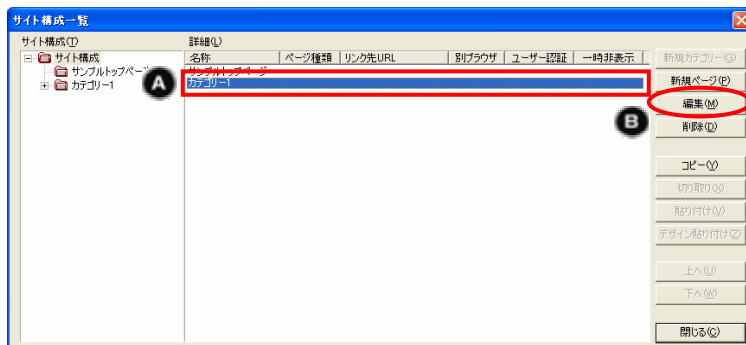 サイト構成一覧
サイト構成(T)
詳細(L)
サイト構成
サンプルトップページ
カテゴリー1
名称 ページ種類 リンク先URL 別ブラウザ ユーザー認証 一時非表示
サンプルトップページ
カテゴリー1
A
B
新規カテゴリー(G)
新規ページ(P)
編集(M)
削除(D)
コピー(Y)
切り取り(X)
貼り付け(V)
デザイン貼り付け(Z)
上へ(U)
下へ(W)
閉じる(C)